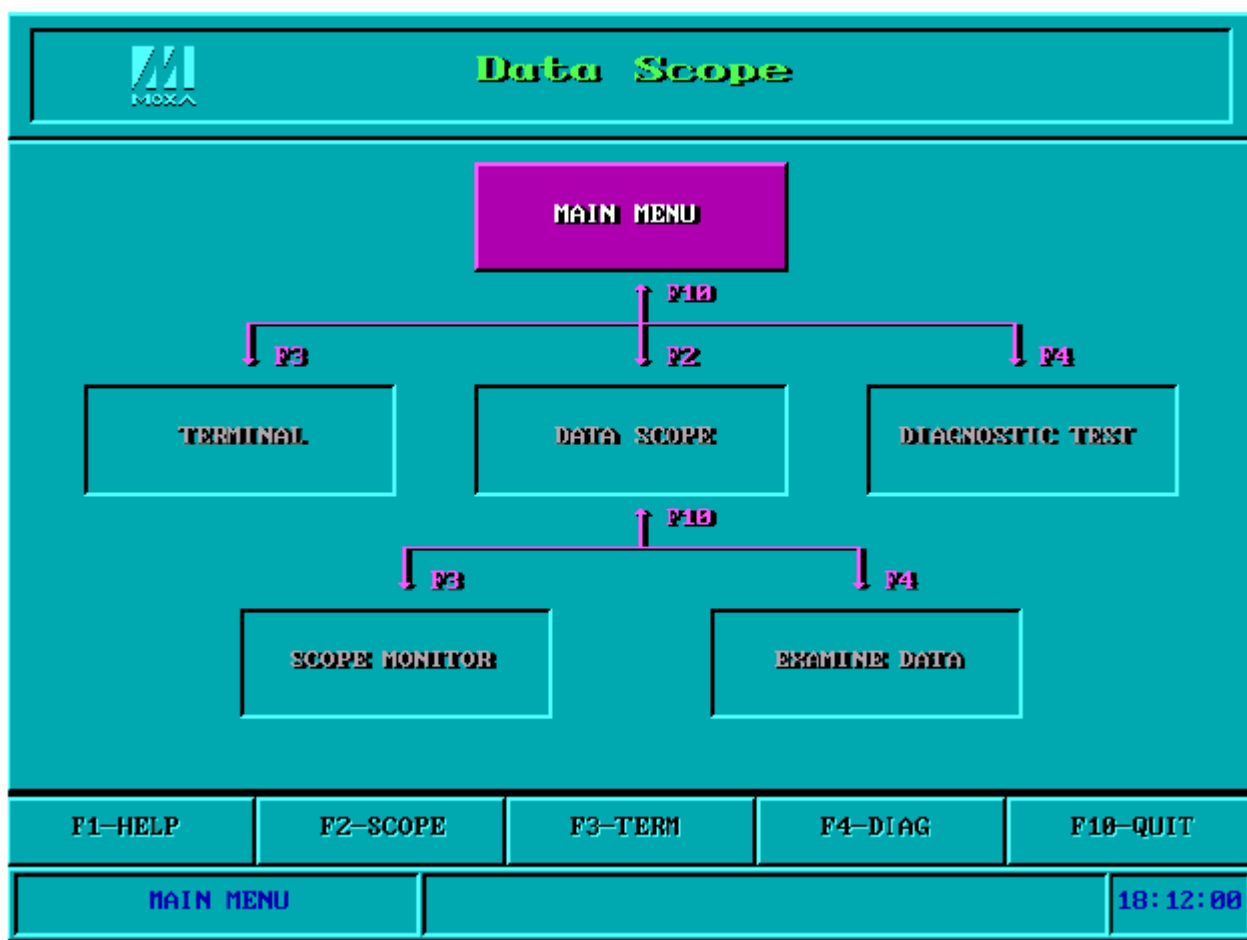 MOXA
Data Scope
MAIN MENU
F10
F3 F2 F4
TERMINAL DATA SCOPE DIAGNOSTIC TEST
F10
F3 F4
SCOPE MONITOR EXAMINE DATA
F1-HELP F2-SCOPE F3-TERM F4-DIAG F10-QUIT
MAIN MENU 18:12:00